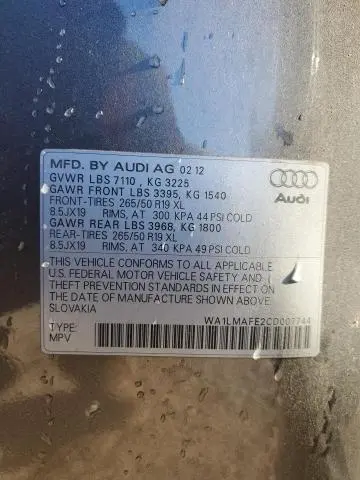 MFD. BY AUDI AG 02 12
GVWR LBS 7110 , KG 3225
GAWR FRONT LBS 3395, KG 1540
FRONT-TIRES 265/50 R19 XL
8.5JX19 RIMS, AT 300 KPA 44 PSI COLD
GAWR REAR LBS 3968, KG 1800
REAR-TIRES 265/50 R19 XL
8.5JX19 RIMS, AT 340 KPA 49 PSI COLD
Audi
THIS VEHICLE CONFORMS TO ALL APPLICABLE
U.S. FEDERAL MOTOR VEHICLE SAFETY AND
THEFT PREVENTION STANDARDS IN EFFECT ON
THE DATE OF MANUFACTURE SHOWN ABOVE.
SLOVAKIA
WA1LMAFE2CD007744
TYPE:
MPV